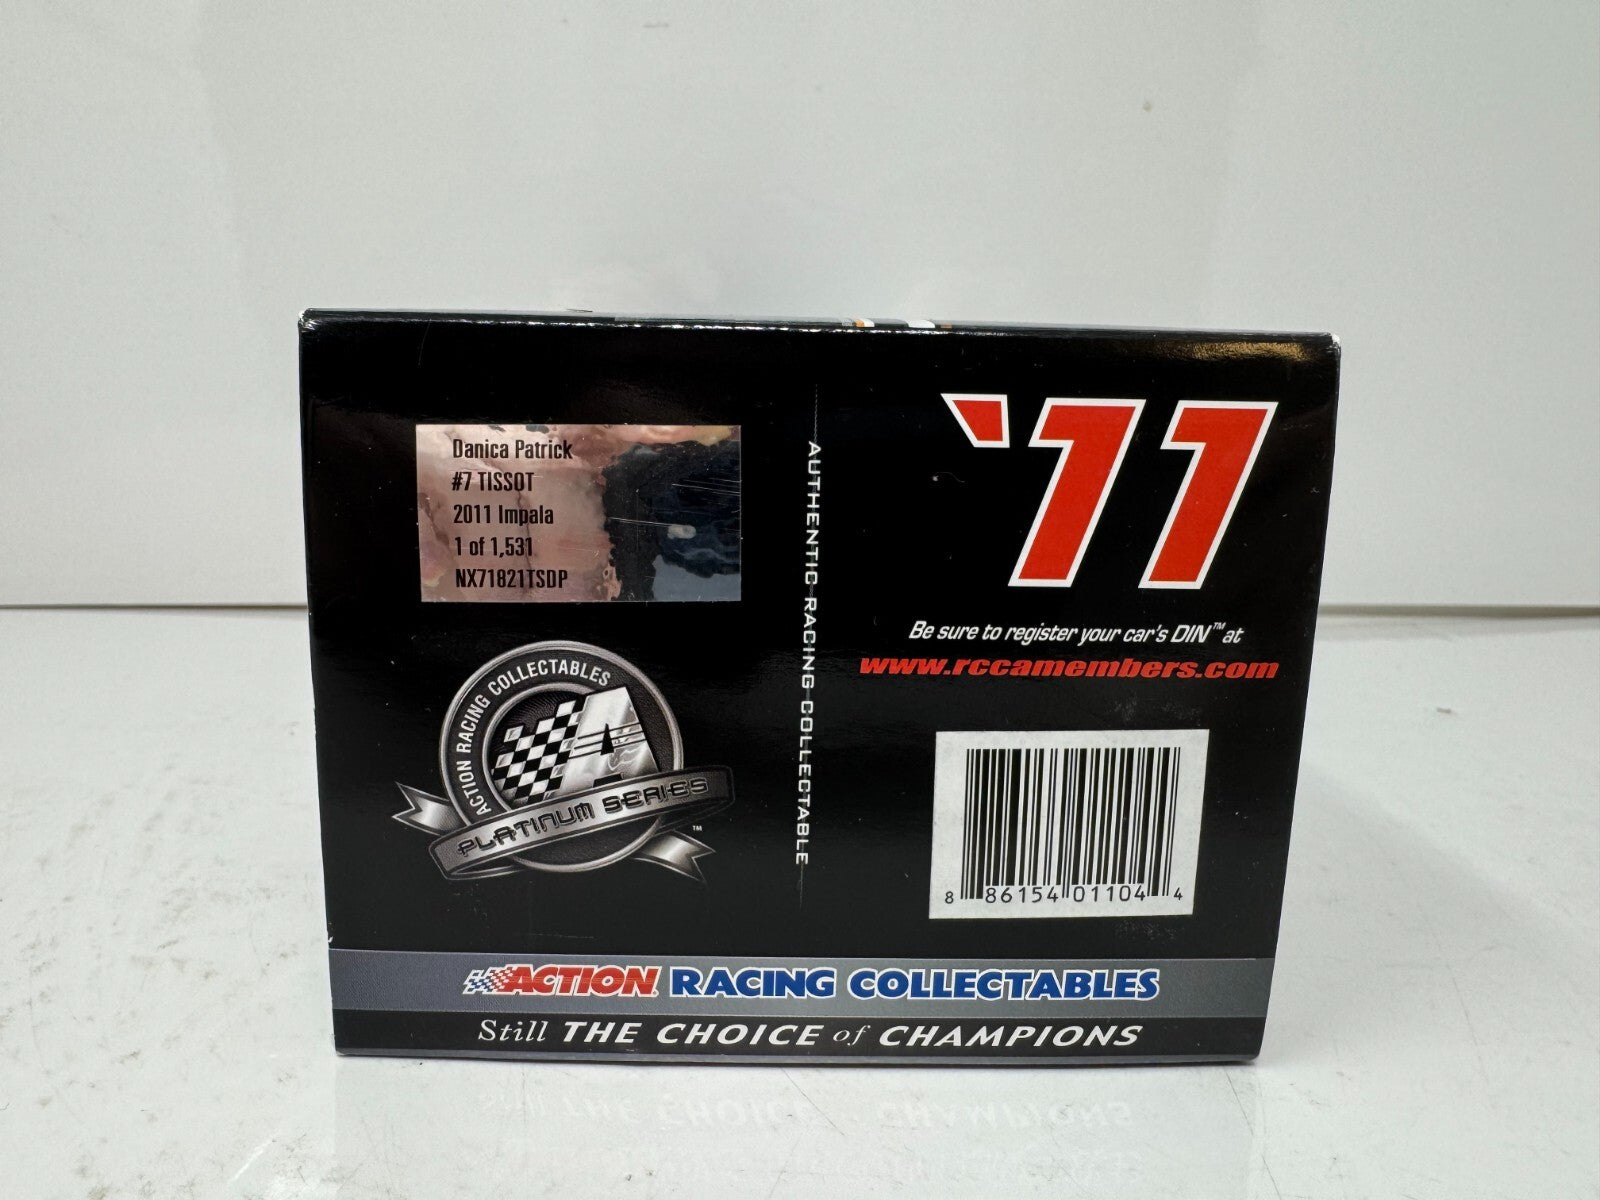 Danica Patrick
#7 TISSOT
2011 Impala
1 of 1,531
NX71821TSDP
ACTION RACING COLLECTABLES
A
PLATINUM SERIES™
AUTHENTIC RACING COLLECTABLE
'11
Be sure to register your car's DIN™ at
www.rccamembers.com
8 86154 01104 4
ACTION RACING COLLECTABLES
Still THE CHOICE of CHAMPIONS